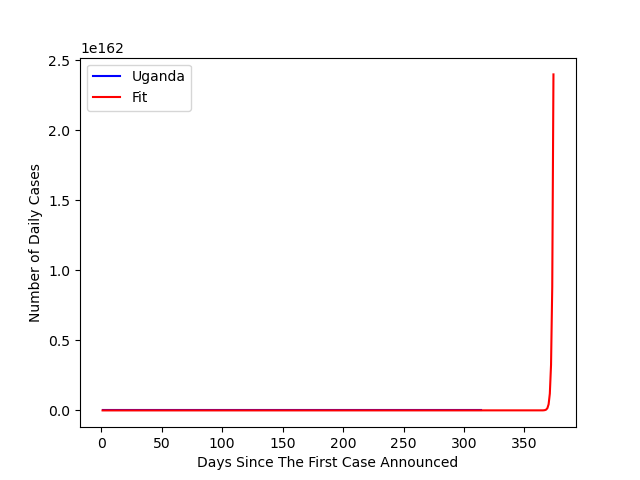 1e162
2.5
2.0
1.5
1.0
0.5
0.0
Number of Daily Cases
Uganda
Fit
0 50 100 150 200 250 300 350
Days Since The First Case Announced